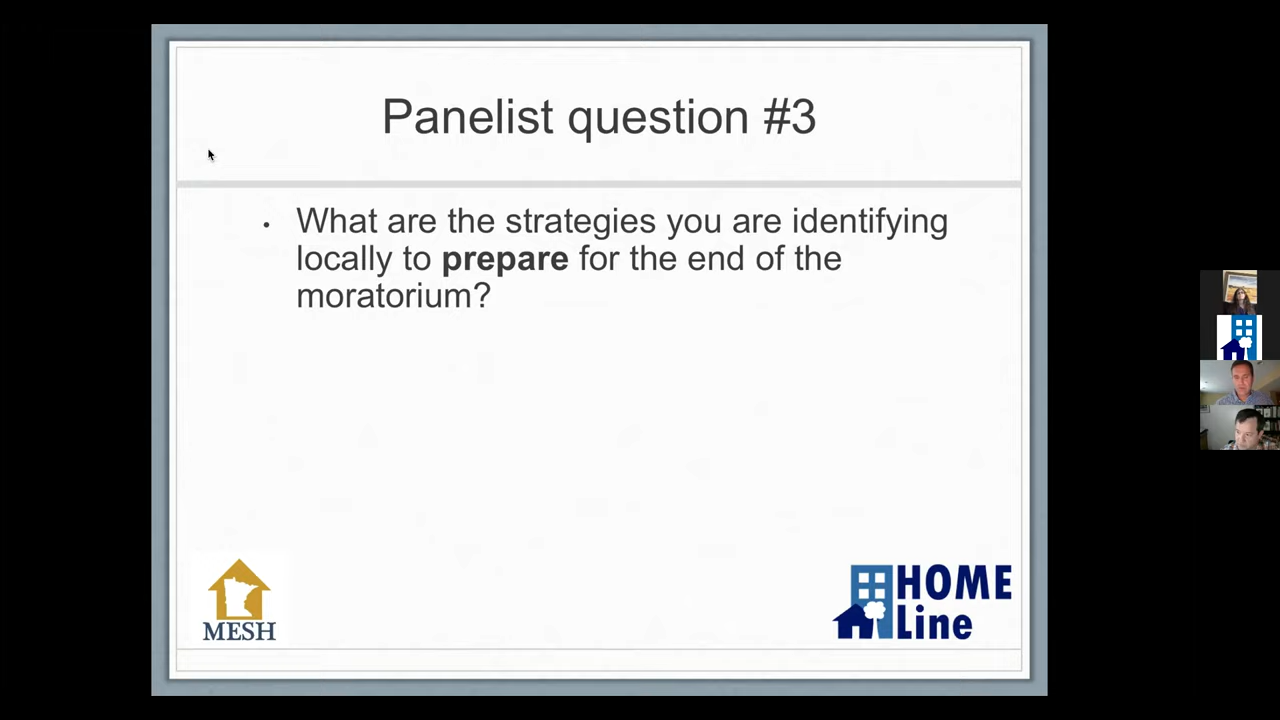 Panelist question #3
• What are the strategies you are identifying
locally to prepare for the end of the
moratorium?
MESH
HOME
Line